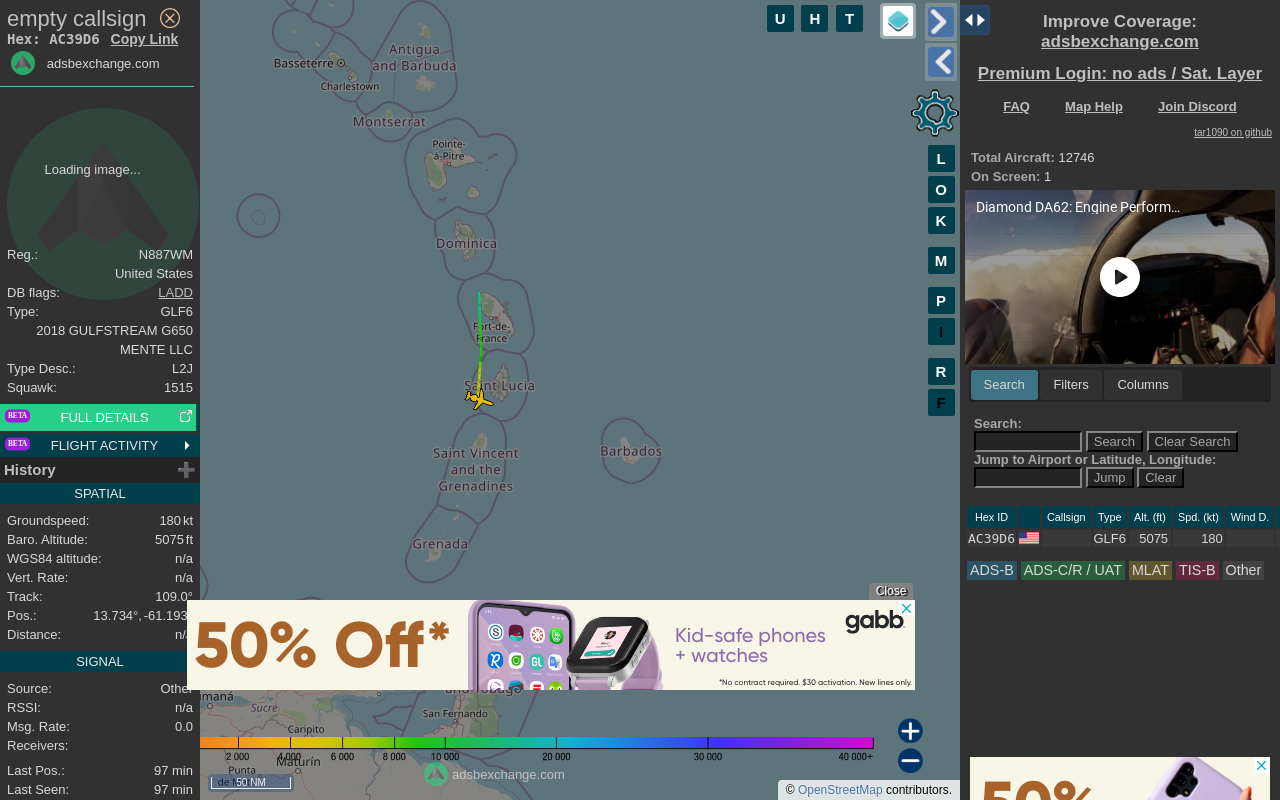 empty callsign
Hex: AC39D6 Copy Link
adsbexchange.com
Loading image...
Reg.: N887WM
United States
DB flags: LADD
Type: GLF6
2018 GULFSTREAM G650
MENTE LLC
Type Desc.: L2J
Squawk: 1515
BETA FULL DETAILS
BETA FLIGHT ACTIVITY
History
SPATIAL
Groundspeed: 180 kt
Baro. Altitude: 5075 ft
WGS84 altitude: n/a
Vert. Rate: n/a
Track: 109.0°
Pos.: 13.734°, -61.193
Distance: n/a
SIGNAL
Source: Other
RSSI: n/a
Msg. Rate: 0.0
Receivers:
Last Pos.: 97 min
Last Seen: 97 min
Antigua
and Barbuda
Basseterre
Charlestown
Montserrat
Pointe-
à-Pitre
Dominica
Fort-de-
France
Saint Lucia
Saint Vincent
and the
Grenadines
Barbados
Grenada
Close
50% Off*
Kid-safe phones
+ watches
gabb
*No contract required. $30 activation. New lines only.
and Tobago
umaná
Sucre
San Fernando
Caripito
Maturín
Punta
de M
2 000 4 000 6 000 8 000 10 000 20 000 30 000 40 000+
50 NM
adsbexchange.com
© OpenStreetMap contributors.
U H T
L
O
K
M
P
I
R
F
Improve Coverage:
adsbexchange.com
Premium Login: no ads / Sat. Layer
FAQ Map Help Join Discord
tar1090 on github
Total Aircraft: 12746
On Screen: 1
Diamond DA62: Engine Perform...
Search Filters Columns
Search:
Search Clear Search
Jump to Airport or Latitude, Longitude:
Jump Clear
Hex ID Callsign Type Alt. (ft) Spd. (kt) Wind D.
AC39D6 GLF6 5075 180
ADS-B ADS-C/R / UAT MLAT TIS-B Other
50%